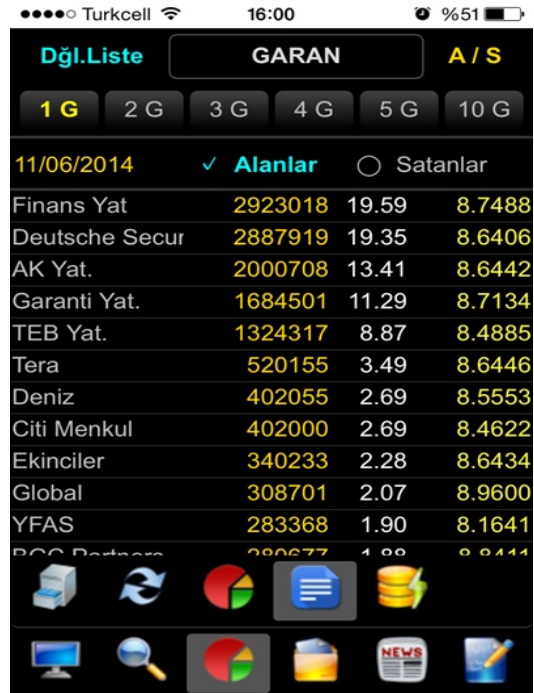 Turkcell 16:00 %51
Dğl.Liste GARAN A / S
1 G 2 G 3 G 4 G 5 G 10 G
11/06/2014 ✓ Alanlar Satanlar
Finans Yat 2923018 19.59 8.7488
Deutsche Secur 2887919 19.35 8.6406
AK Yat. 2000708 13.41 8.6442
Garanti Yat. 1684501 11.29 8.7134
TEB Yat. 1324317 8.87 8.4885
Tera 520155 3.49 8.6446
Deniz 402055 2.69 8.5553
Citi Menkul 402000 2.69 8.4622
Ekinciler 340233 2.28 8.6434
Global 308701 2.07 8.9600
YFAS 283368 1.90 8.1641
Partners 1.88
NEWS